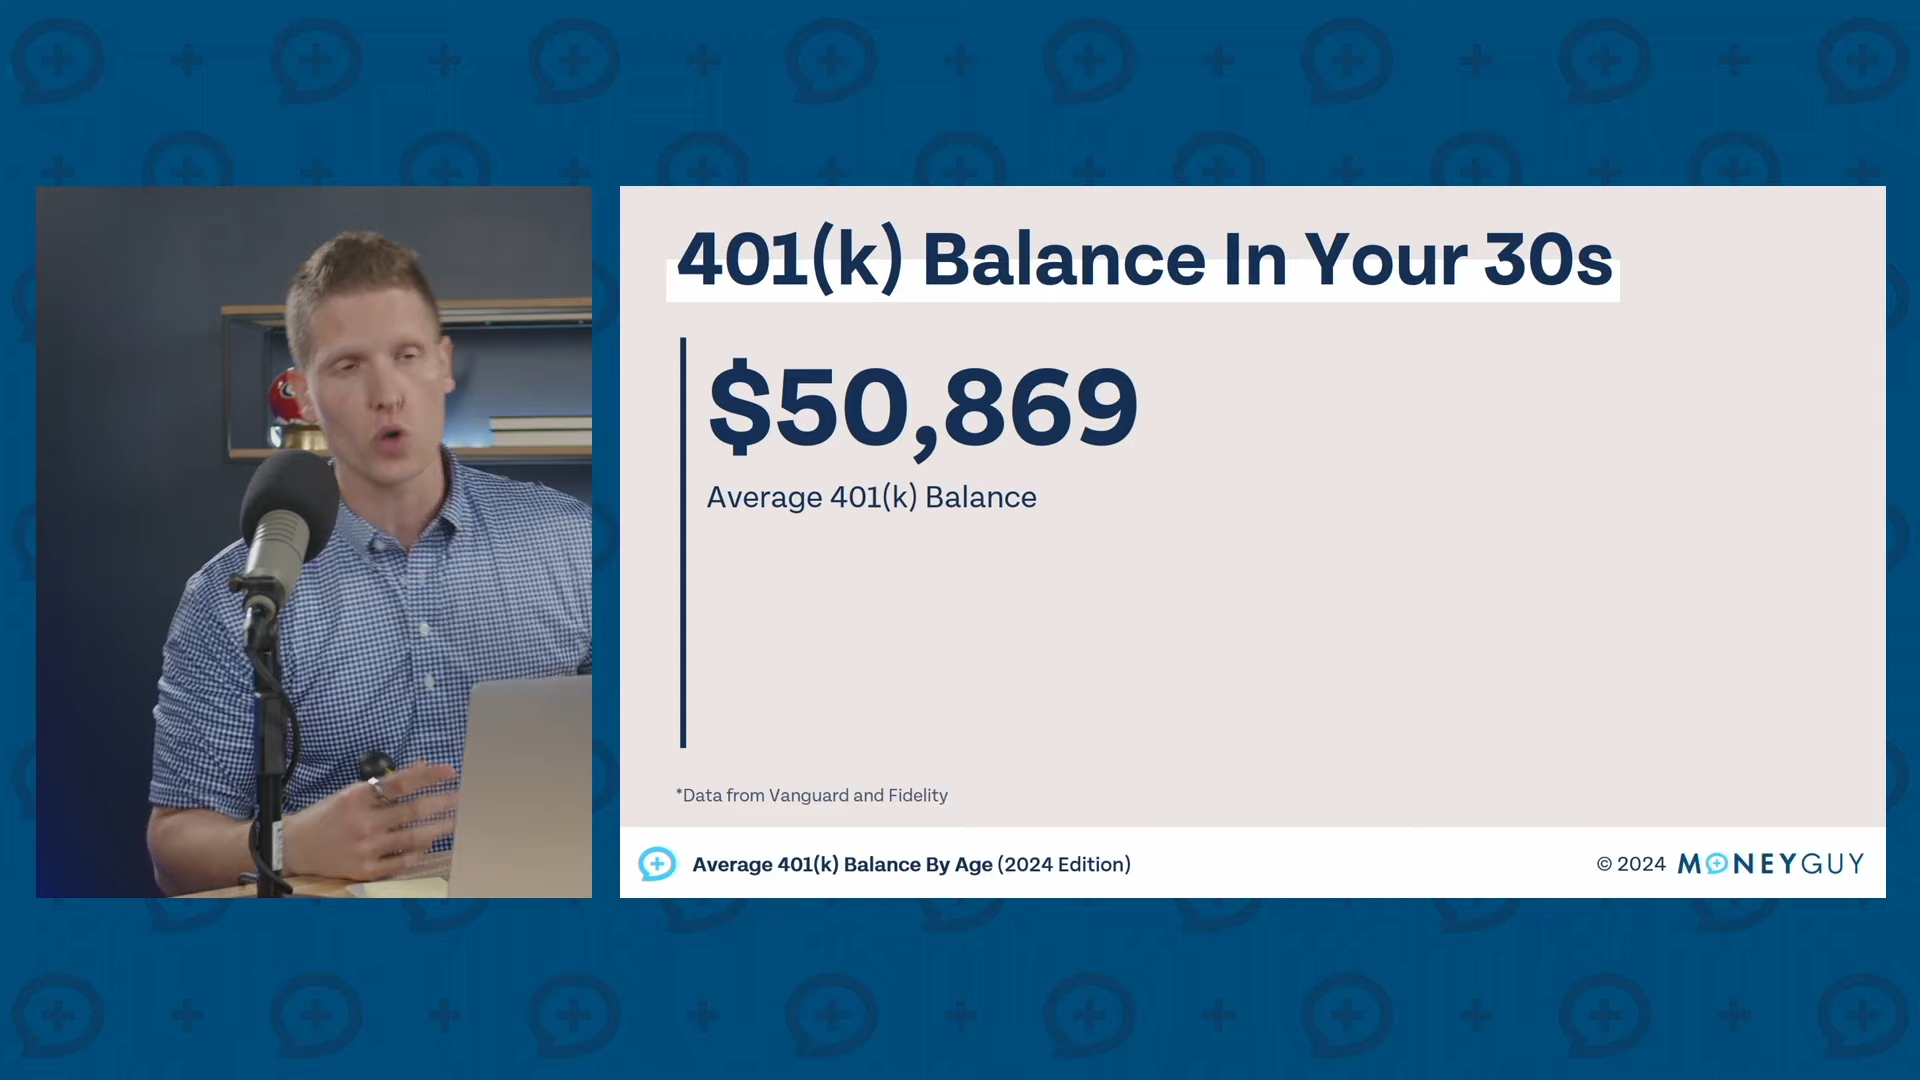 401(k) Balance In Your 30s
$50,869
Average 401(k) Balance
*Data from Vanguard and Fidelity
Average 401(k) Balance By Age (2024 Edition)
© 2024 MONEYGUY